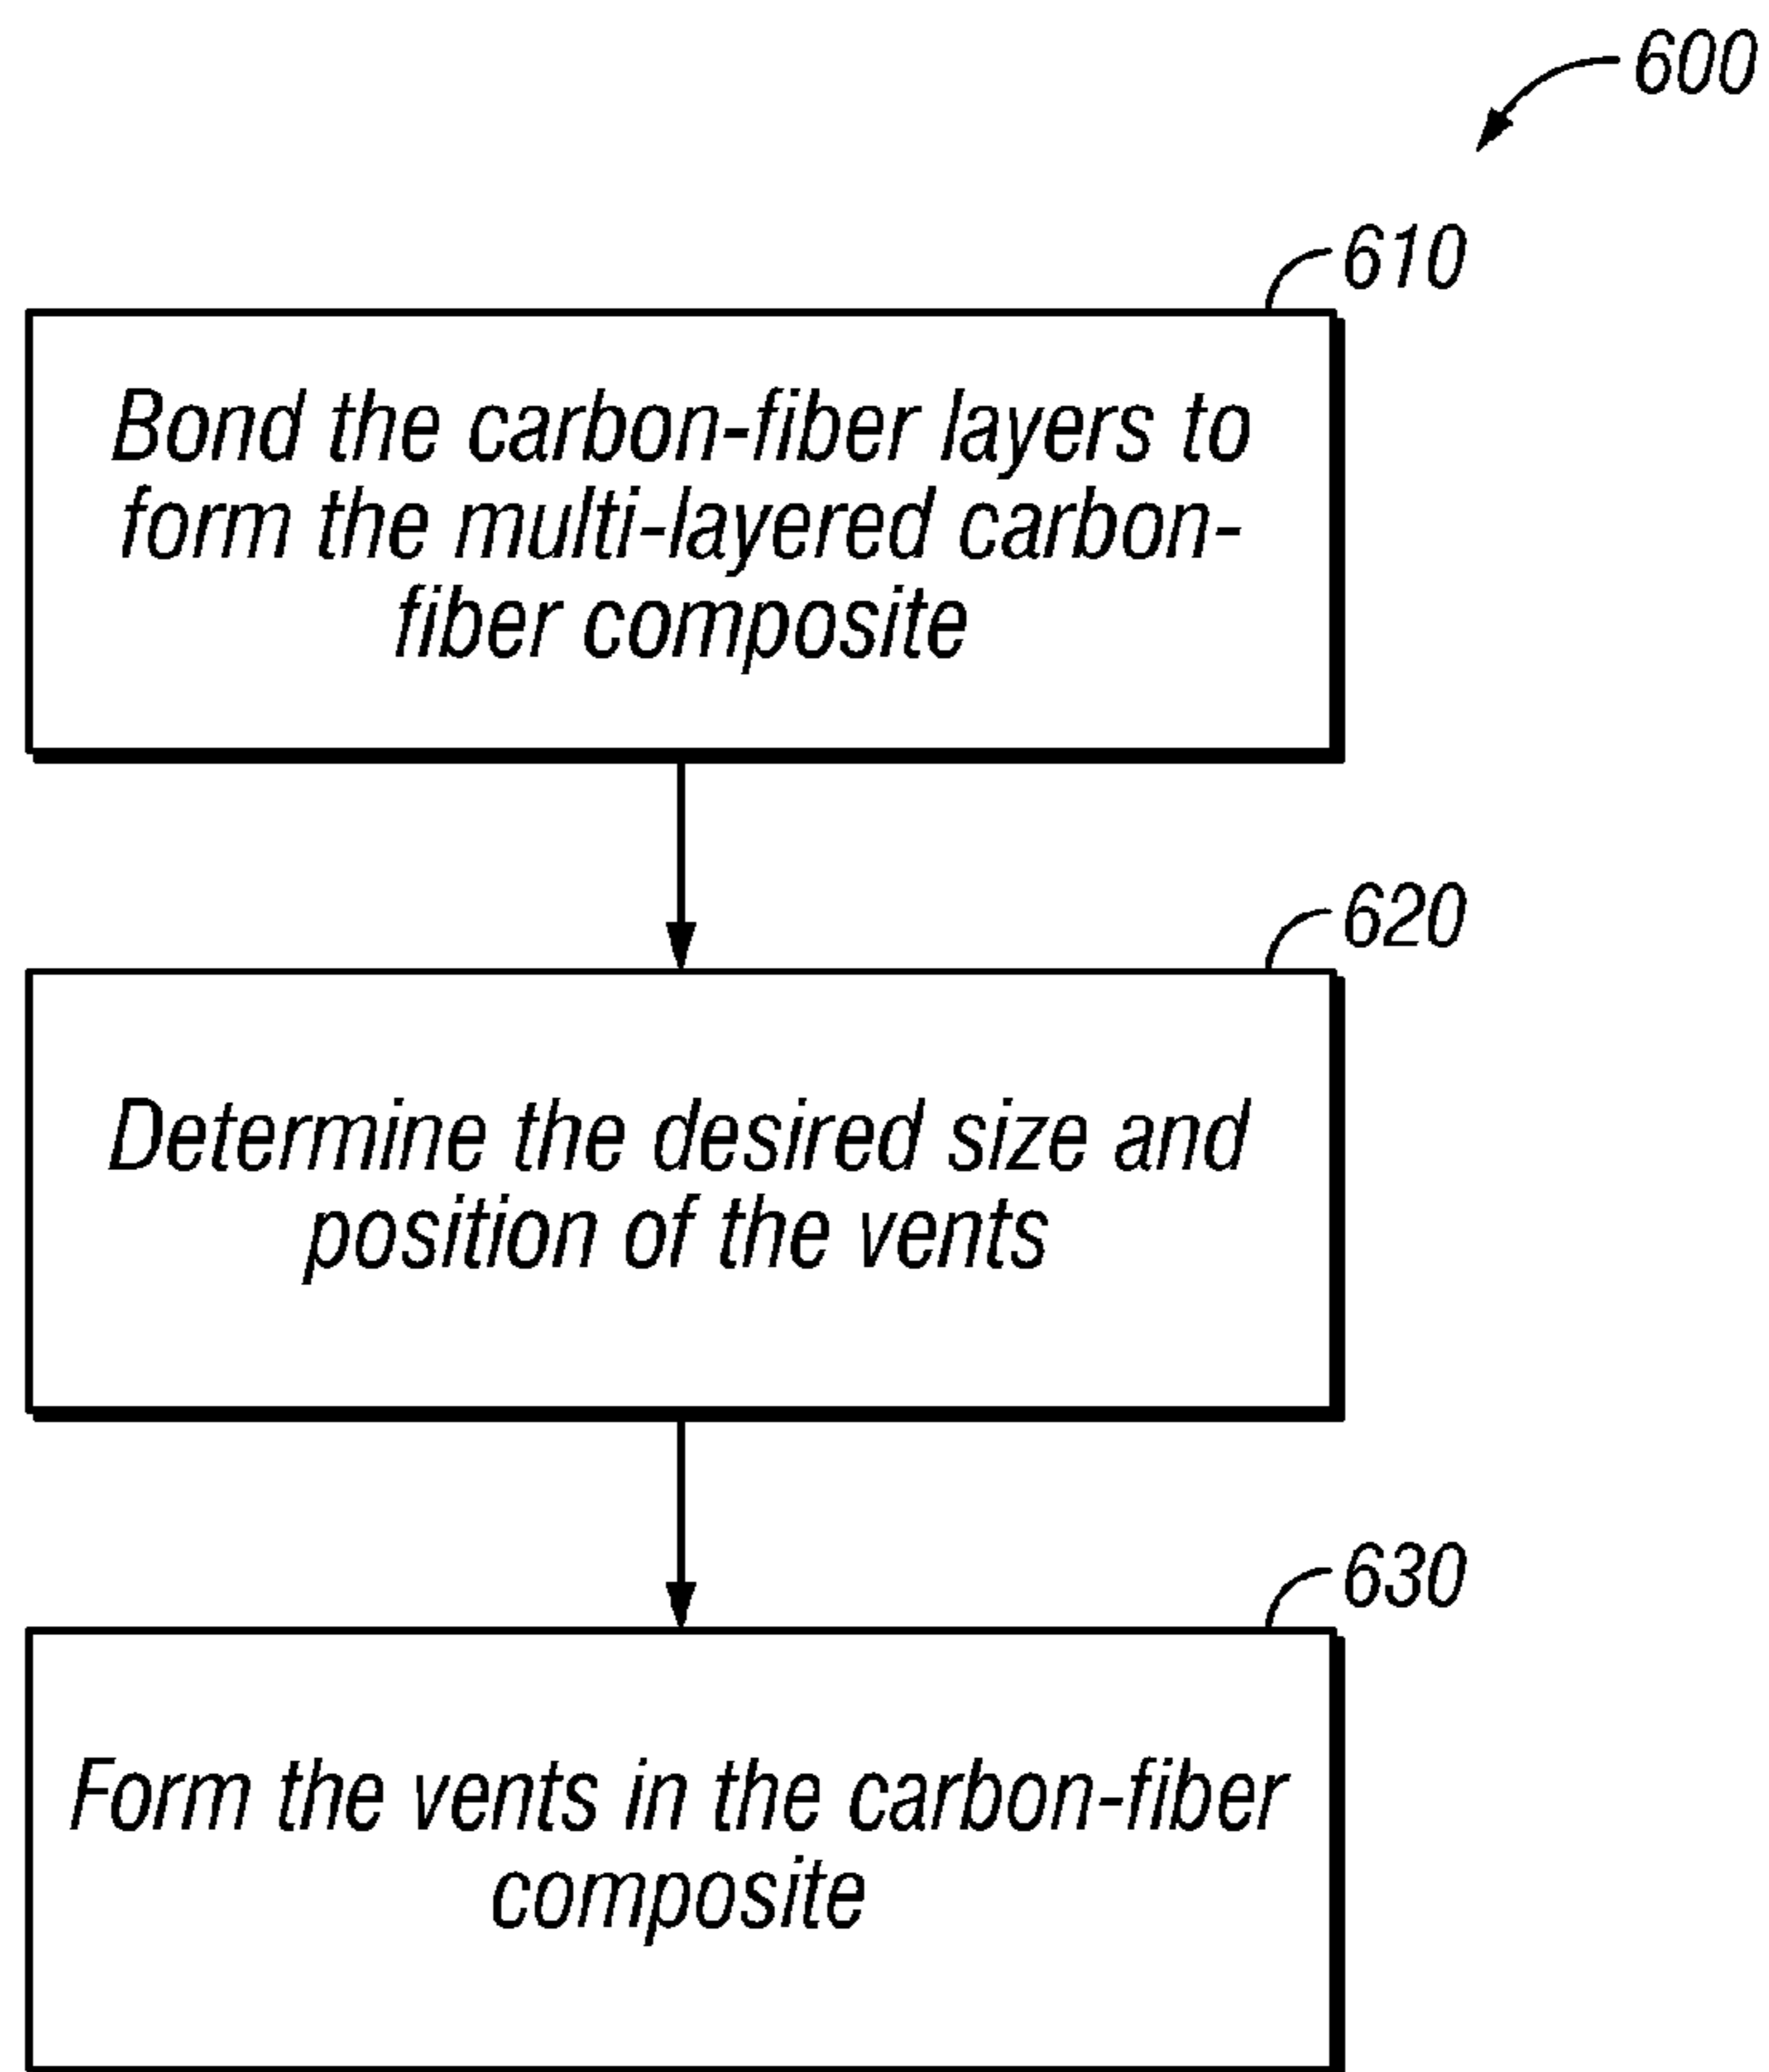 600
610
Bond the carbon-fiber layers to
form the multi-layered carbon-
fiber composite
620
Determine the desired size and
position of the vents
630
Form the vents in the carbon-fiber
composite